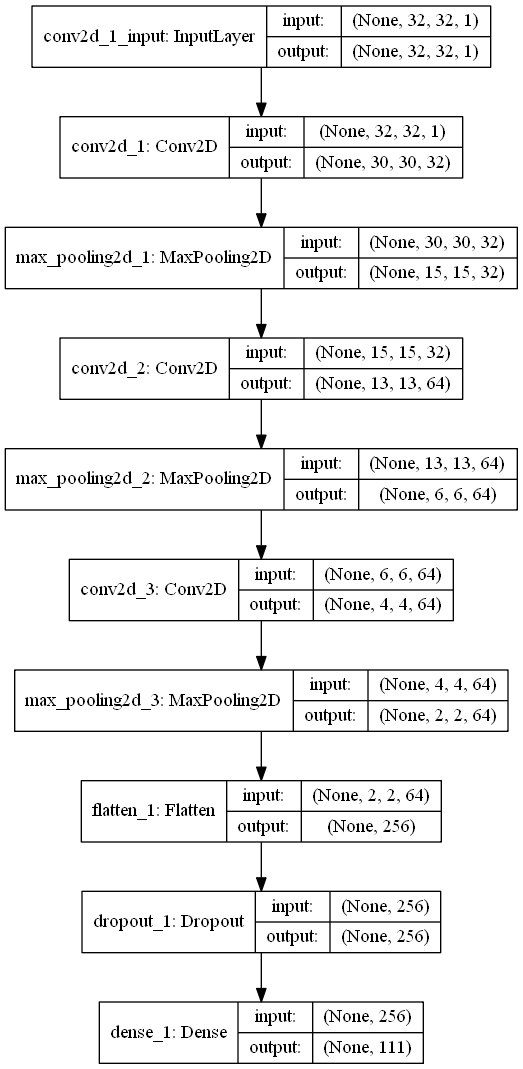 conv2d_1_input: InputLayer
input: (None, 32, 32, 1)
output: (None, 32, 32, 1)
conv2d_1: Conv2D
input: (None, 32, 32, 1)
output: (None, 30, 30, 32)
max_pooling2d_1: MaxPooling2D
input: (None, 30, 30, 32)
output: (None, 15, 15, 32)
conv2d_2: Conv2D
input: (None, 15, 15, 32)
output: (None, 13, 13, 64)
max_pooling2d_2: MaxPooling2D
input: (None, 13, 13, 64)
output: (None, 6, 6, 64)
conv2d_3: Conv2D
input: (None, 6, 6, 64)
output: (None, 4, 4, 64)
max_pooling2d_3: MaxPooling2D
input: (None, 4, 4, 64)
output: (None, 2, 2, 64)
flatten_1: Flatten
input: (None, 2, 2, 64)
output: (None, 256)
dropout_1: Dropout
input: (None, 256)
output: (None, 256)
dense_1: Dense
input: (None, 256)
output: (None, 111)